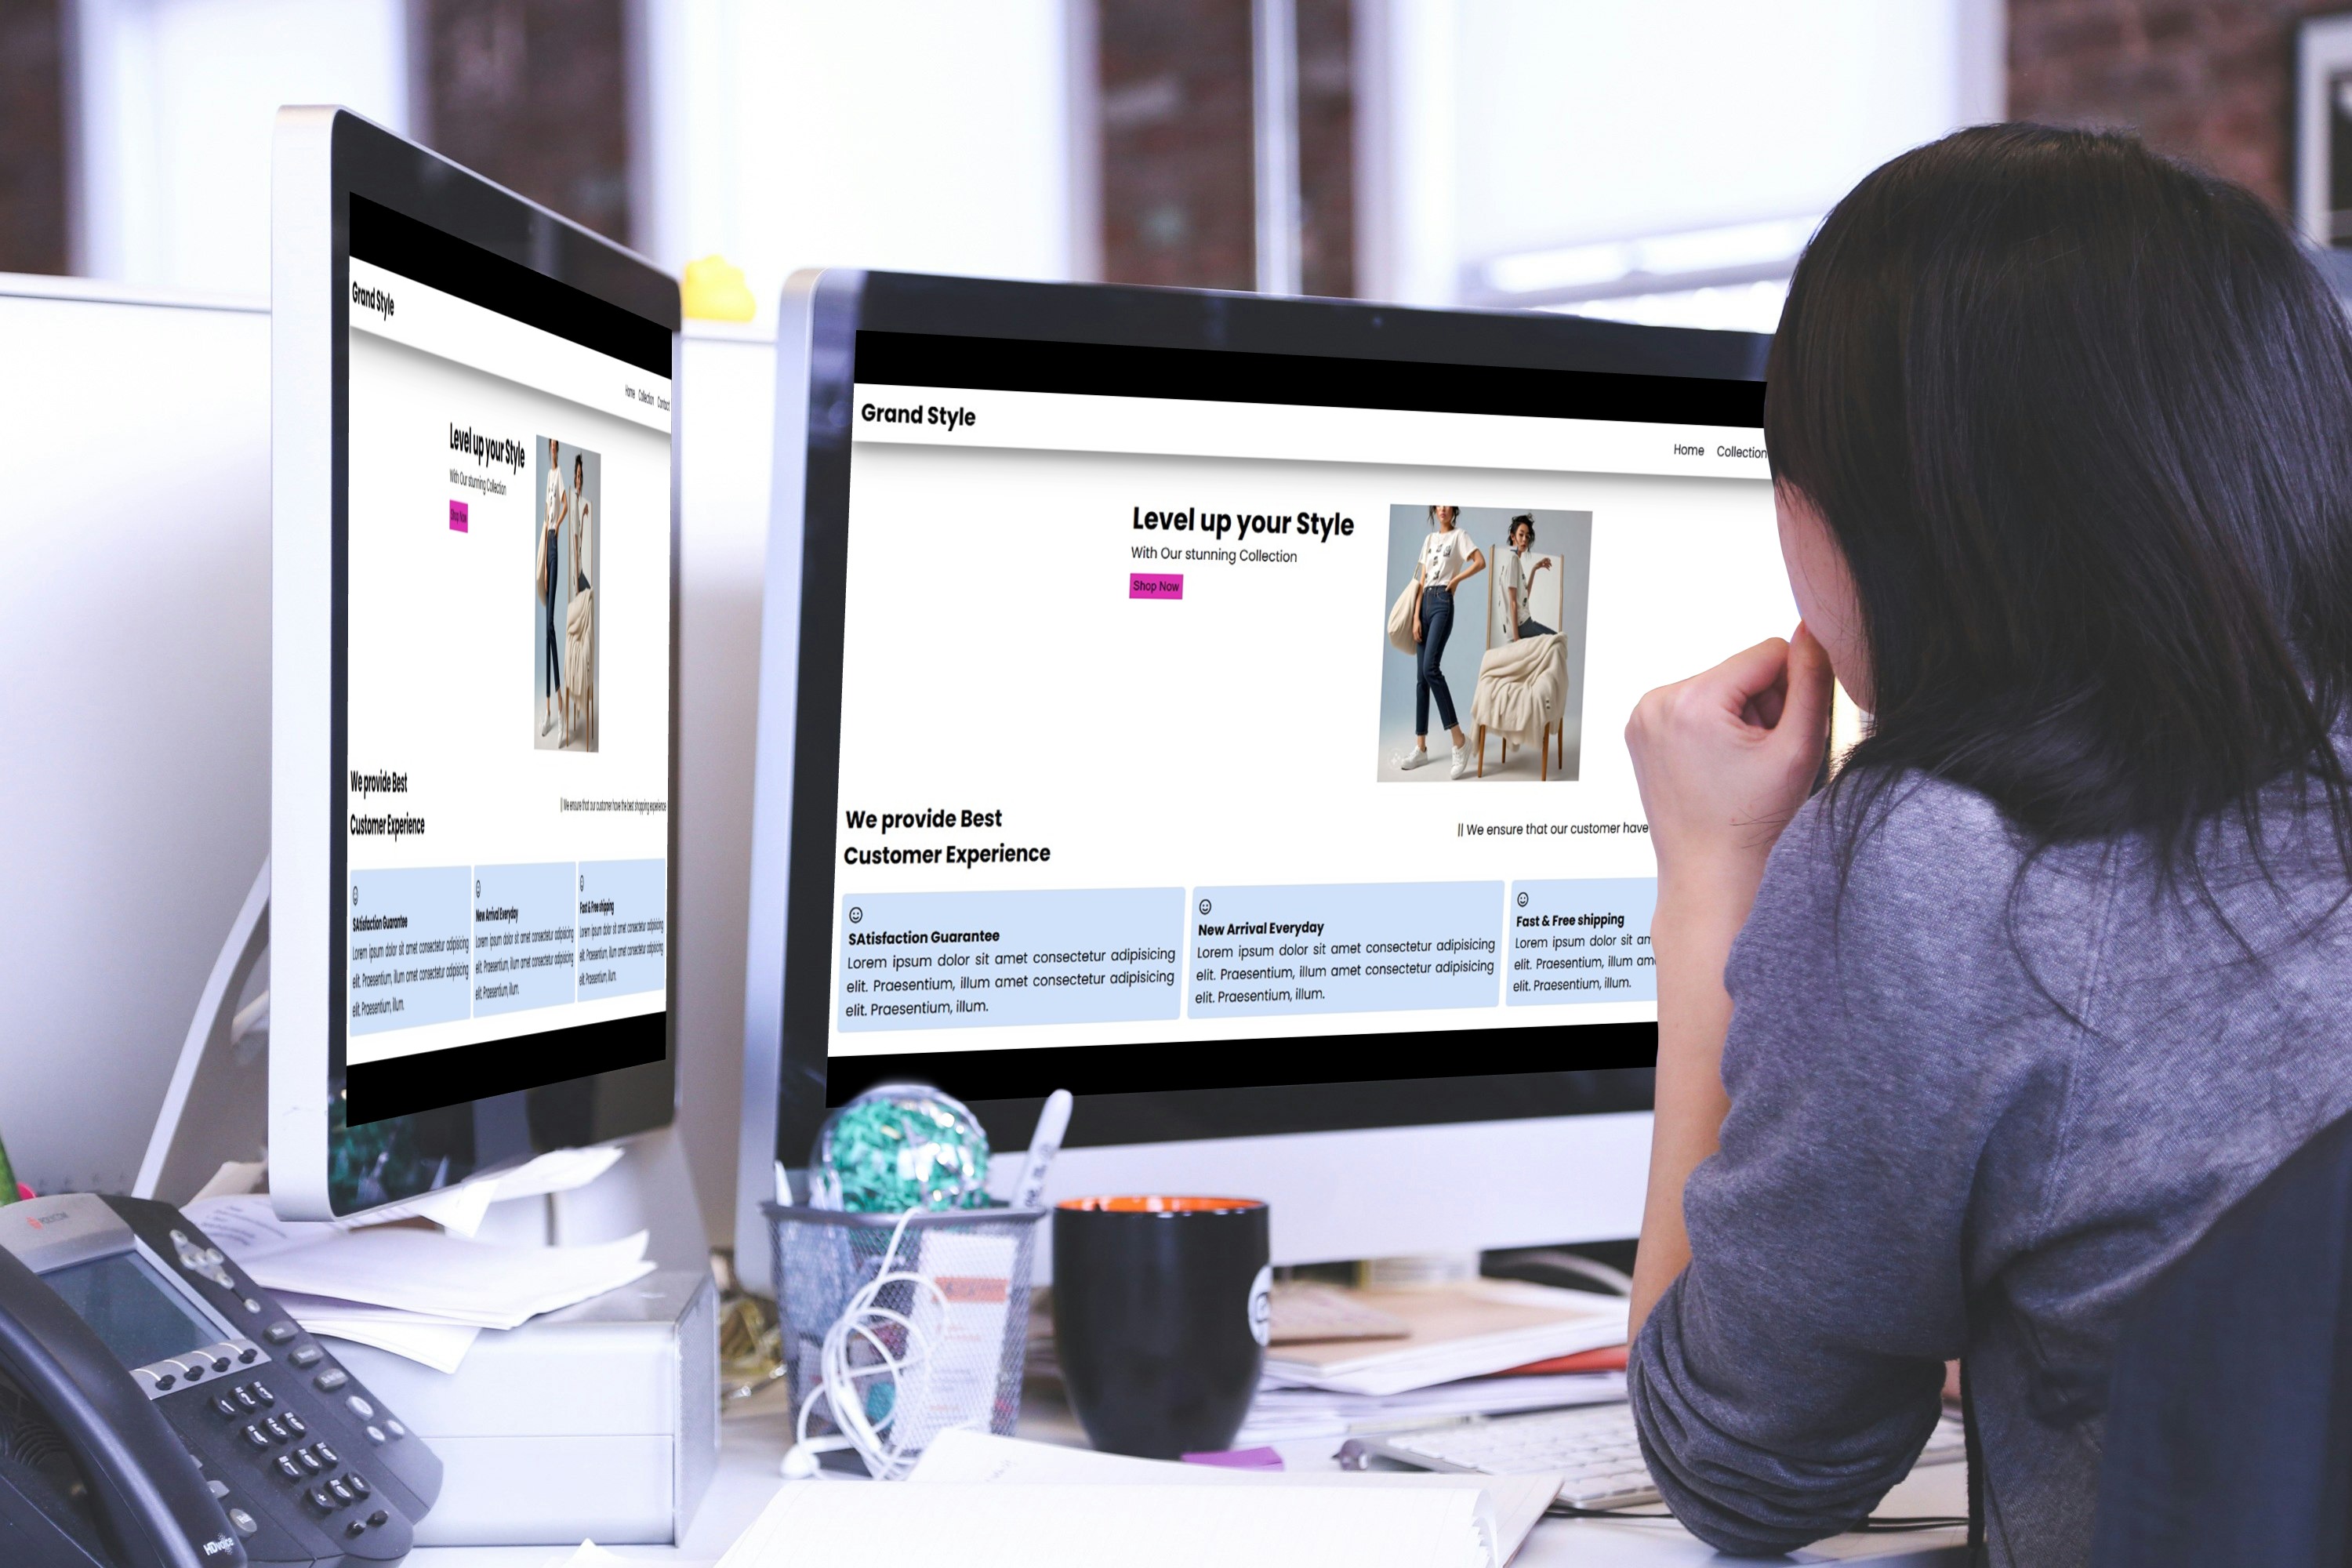 Grand Style
Home Collection Contact
Level up your Style
With Our stunning Collection
Shop Now
We provide Best
Customer Experience
|| We ensure that our customer have the best shopping experience
SAtisfaction Guarantee
Lorem ipsum dolor sit amet consectetur adipisicing
elit. Praesentium, illum amet consectetur adipisicing
elit. Praesentium, illum.
New Arrival Everyday
Lorem ipsum dolor sit amet consectetur adipisicing
elit. Praesentium, illum amet consectetur adipisicing
elit. Praesentium, illum.
Fast & Free shipping
Lorem ipsum dolor sit amet consectetur adipisicing
elit. Praesentium, illum amet consectetur adipisicing
elit. Praesentium, illum.
Grand Style
Home Collection
Level up your Style
With Our stunning Collection
Shop Now
We provide Best
Customer Experience
|| We ensure that our customer have
SAtisfaction Guarantee
Lorem ipsum dolor sit amet consectetur adipisicing
elit. Praesentium, illum amet consectetur adipisicing
elit. Praesentium, illum.
New Arrival Everyday
Lorem ipsum dolor sit amet consectetur adipisicing
elit. Praesentium, illum amet consectetur adipisicing
elit. Praesentium, illum.
Fast & Free shipping
Lorem ipsum dolor sit
elit. Praesentium, illum
elit. Praesentium, illum.
POLYCOM
HDvoice